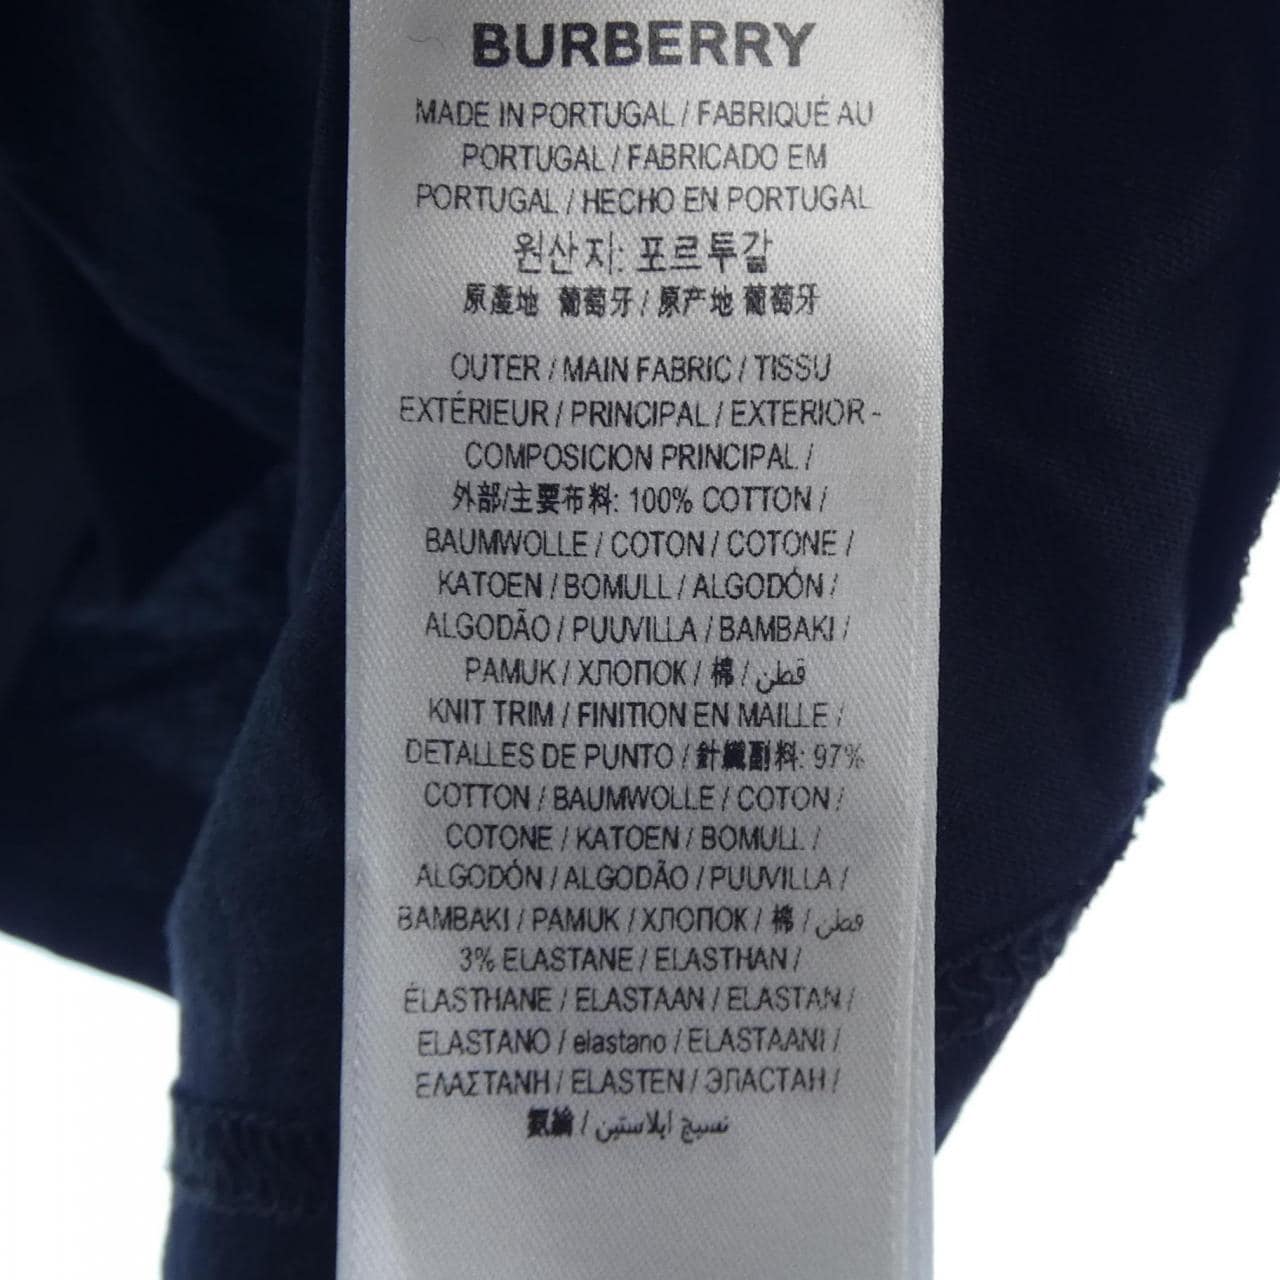 BURBERRY
MADE IN PORTUGAL / FABRIQUÉ AU
PORTUGAL / FABRICADO EM
PORTUGAL / HECHO EN PORTUGAL
원산지: 포르투갈
原產地 葡萄牙 / 原产地 葡萄牙
OUTER / MAIN FABRIC / TISSU
EXTÉRIEUR / PRINCIPAL / EXTERIOR -
COMPOSICION PRINCIPAL /
外部/主要布料: 100% COTTON /
BAUMWOLLE / COTON / COTONE /
KATOEN / BOMULL / ALGODÓN /
ALGODÃO / PUUVILLA / BAMBAKI /
PAMUK / ХЛОПОК / 棉 / قطن
KNIT TRIM / FINITION EN MAILLE /
DETALLES DE PUNTO / 針織副料: 97%
COTTON / BAUMWOLLE / COTON /
COTONE / KATOEN / BOMULL /
ALGODÓN / ALGODÃO / PUUVILLA /
BAMBAKI / PAMUK / ХЛОПОК / 棉 / قطن
3% ELASTANE / ELASTHAN /
ÉLASTHANE / ELASTAAN / ELASTAN /
ELASTANO / elastano / ELASTAANI /
ΕΛΑΣΤΑΝΗ / ELASTEN / ЭЛАСТАН /
氨綸 / نسيج ايلاستين